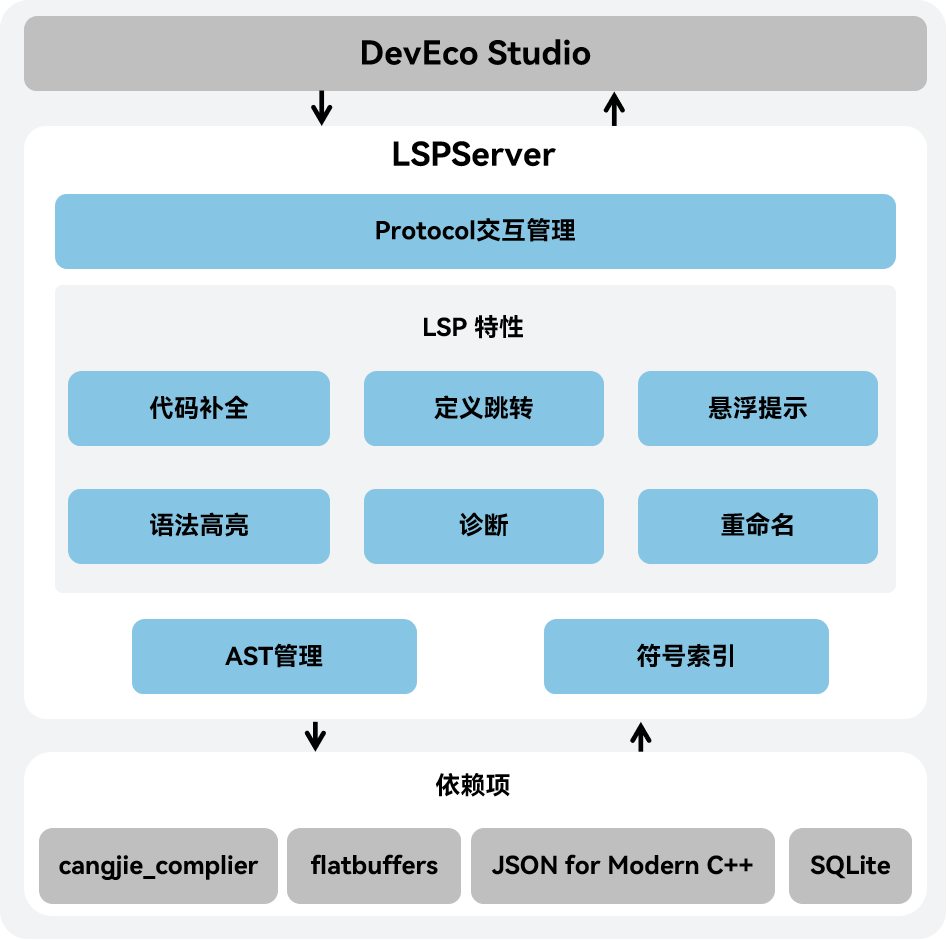 DevEco Studio
LSPServer
Protocol交互管理
LSP 特性
代码补全
定义跳转
悬浮提示
语法高亮
诊断
重命名
AST管理
符号索引
依赖项
cangjie_complier
flatbuffers
JSON for Modern C++
SQLite